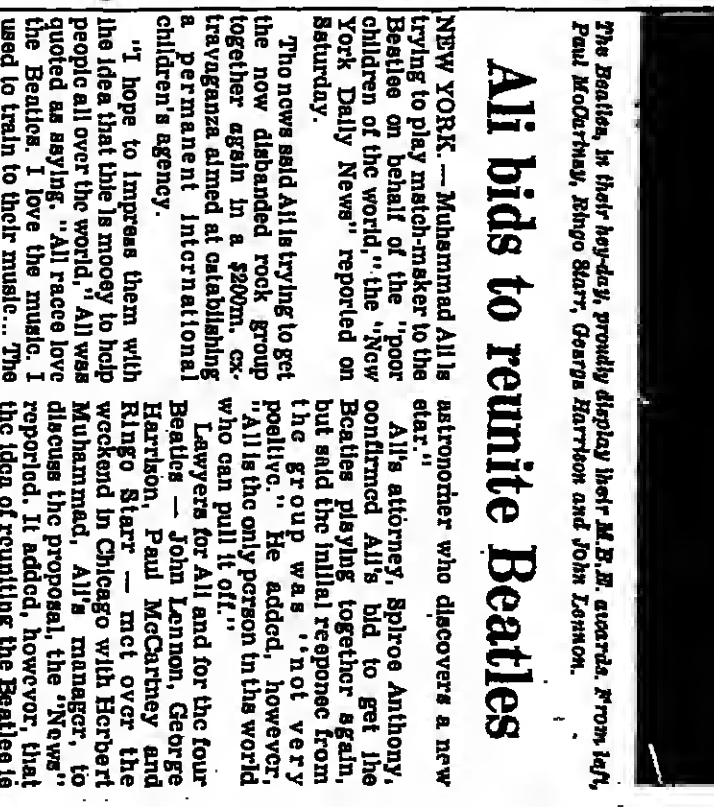 The Beatles, in their hey-day, proudly display their M.B.E. awards. From left,
Paul McCartney, Ringo Starr, George Harrison and John Lennon.
Ali bids to reunite Beatles
NEW YORK. — Muhammad Ali is
trying to play match-maker to the
Beatles on behalf of the "poor
children of the world," the "New
York Daily News" reported on
Saturday.
The news said Ali is trying to get
the now disbanded rock group
together again in a $200m. ex-
travaganza aimed at establishing
a permanent international
children's agency.
"I hope to impress them with
the idea that this is money to help
people all over the world," Ali was
quoted as saying, "All races love
the Beatles. I love the music. I
used to train to their music... The
astronomer who discovers a new
star."
Ali's attorney, Spiros Anthony,
confirmed Ali's bid to get the
Beatles playing together again,
but said the initial response from
the group was "not very
positive." He added, however,
"Ali is the only person in the world
who can pull it off."
Lawyers for Ali and for the four
Beatles — John Lennon, George
Harrison, Paul McCartney and
Ringo Starr — met over the
weekend in Chicago with Herbert
Muhammad, Ali's manager, to
discuss the proposal, the "News"
reported. It added, however, that
the idea of reuniting the Beatles is